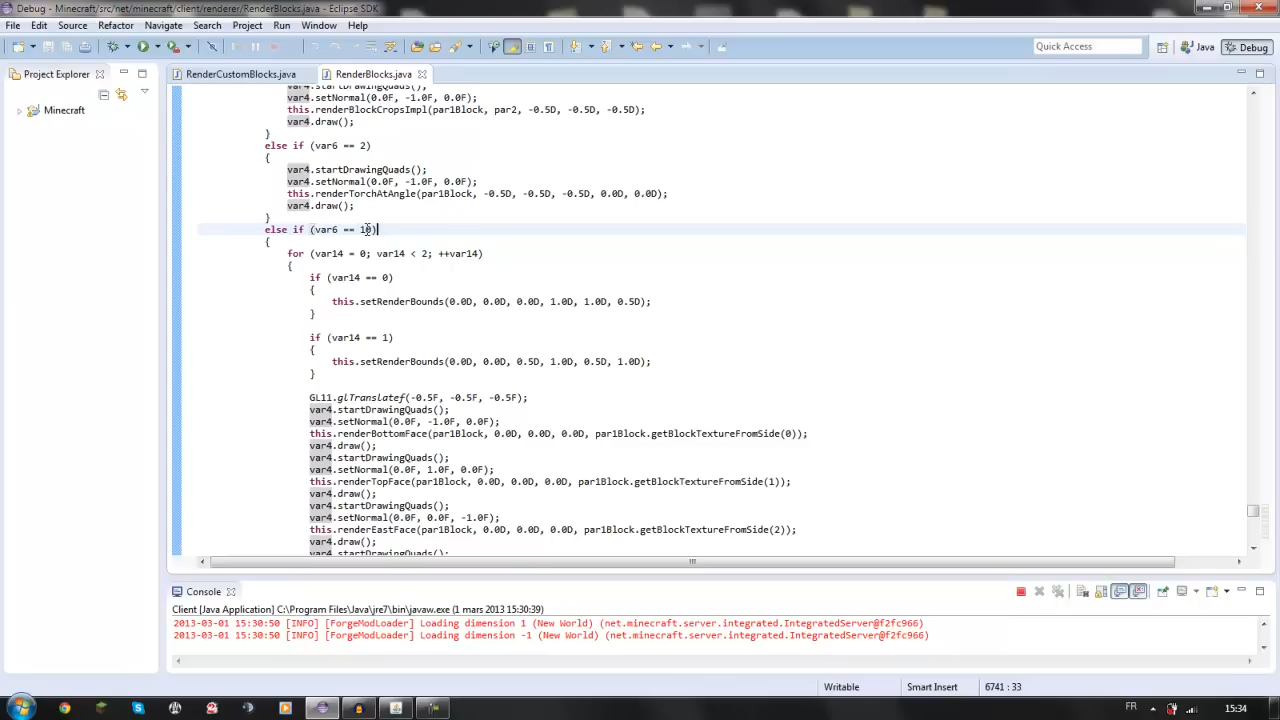 Debug - Minecraft/src/net/minecraft/client/renderer/RenderBlocks.java - Eclipse SDK
File Edit Source Refactor Navigate Search Project Run Window Help
Quick Access
Java
Debug
Project Explorer
RenderCustomBlocks.java
RenderBlocks.java
Minecraft
var4.startDrawingQuads();
var4.setNormal(0.0F, -1.0F, 0.0F);
this.renderBlockCropsImpl(par1Block, par2, -0.5D, -0.5D, -0.5D);
var4.draw();
}
else if (var6 == 2)
{
var4.startDrawingQuads();
var4.setNormal(0.0F, -1.0F, 0.0F);
this.renderTorchAtAngle(par1Block, -0.5D, -0.5D, -0.5D, 0.0D, 0.0D);
var4.draw();
}
else if (var6 == 10)
{
for (var14 = 0; var14 < 2; ++var14)
{
if (var14 == 0)
{
this.setRenderBounds(0.0D, 0.0D, 0.0D, 1.0D, 1.0D, 0.5D);
}
if (var14 == 1)
{
this.setRenderBounds(0.0D, 0.0D, 0.5D, 1.0D, 0.5D, 1.0D);
}
GL11.glTranslatef(-0.5F, -0.5F, -0.5F);
var4.startDrawingQuads();
var4.setNormal(0.0F, -1.0F, 0.0F);
this.renderBottomFace(par1Block, 0.0D, 0.0D, 0.0D, par1Block.getBlockTextureFromSide(0));
var4.draw();
var4.startDrawingQuads();
var4.setNormal(0.0F, 1.0F, 0.0F);
this.renderTopFace(par1Block, 0.0D, 0.0D, 0.0D, par1Block.getBlockTextureFromSide(1));
var4.draw();
var4.startDrawingQuads();
var4.setNormal(0.0F, 0.0F, -1.0F);
this.renderEastFace(par1Block, 0.0D, 0.0D, 0.0D, par1Block.getBlockTextureFromSide(2));
var4.draw();
var4.startDrawingQuads();
Console
Client [Java Application] C:\Program Files\Java\jre7\bin\javaw.exe (1 mars 2013 15:30:39)
2013-03-01 15:30:50 [INFO] [ForgeModLoader] Loading dimension 1 (New World) (net.minecraft.server.integrated.IntegratedServer@f2fc966)
2013-03-01 15:30:50 [INFO] [ForgeModLoader] Loading dimension -1 (New World) (net.minecraft.server.integrated.IntegratedServer@f2fc966)
Writable
Smart Insert
6741 : 33
FR
15:34